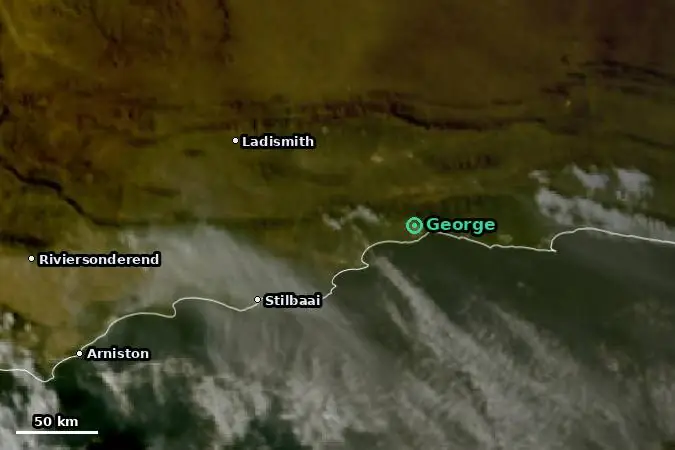 Ladismith
George
Riviersonderend
Stilbaai
Arniston
50 km